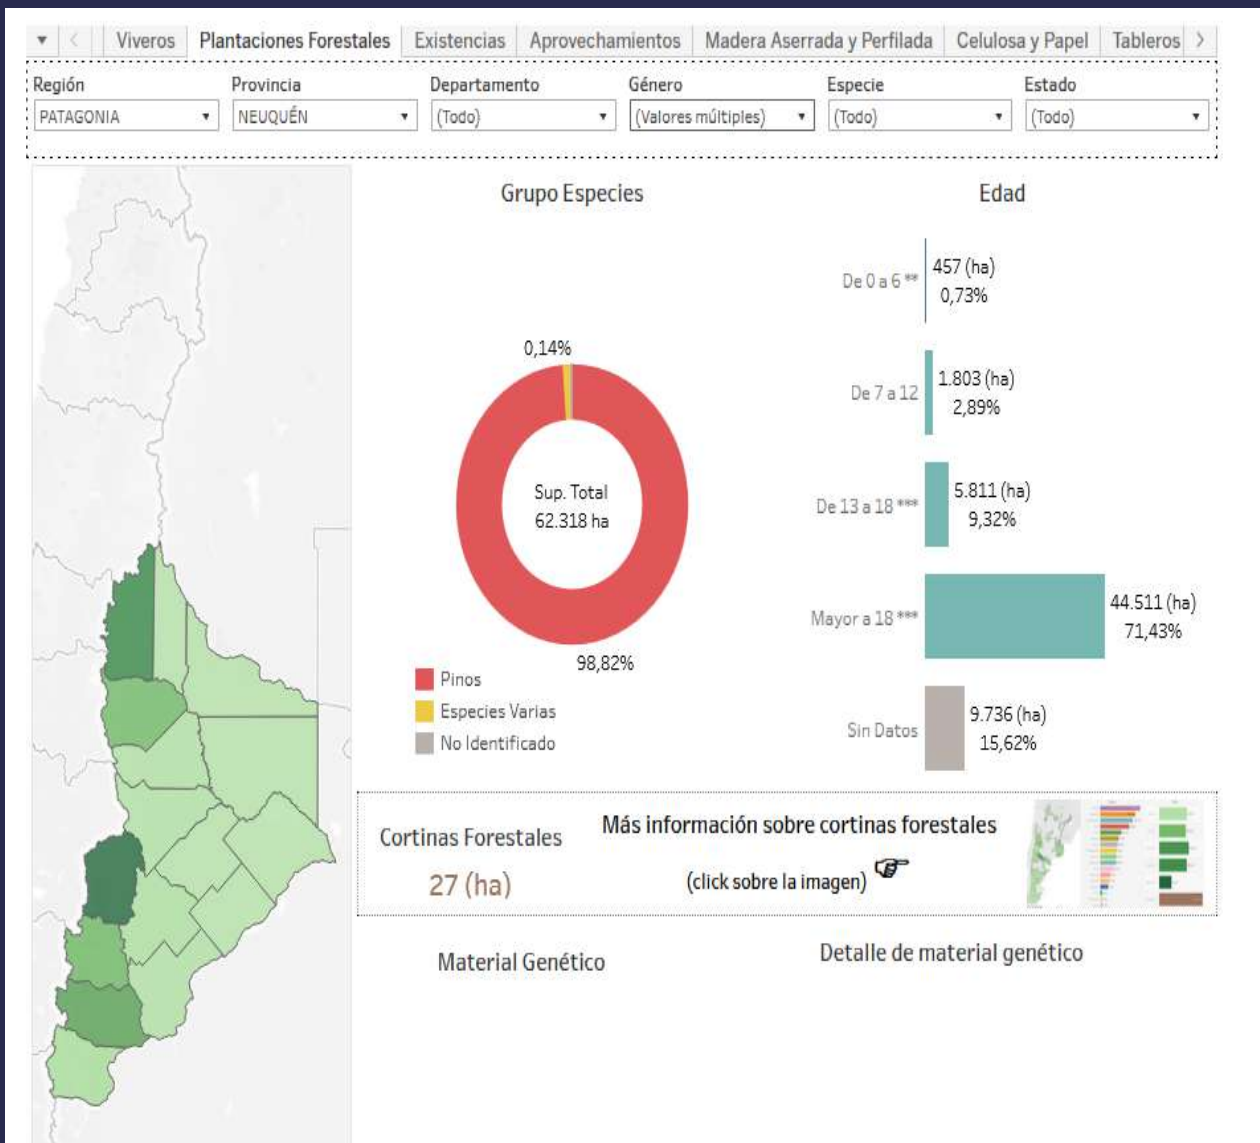 Viveros Plantaciones Forestales Existencias Aprovechamientos Madera Aserrada y Perfilada Celulosa y Papel Tableros
Región Provincia Departamento Género Especie Estado
PATAGONIA NEUQUÉN (Todo) (Valores múltiples) (Todo) (Todo)
Grupo Especies
0,14%
Sup. Total
62.318 ha
98,82%
Pinos
Especies Varias
No Identificado
Edad
De 0 a 6 **
457 (ha)
0,73%
De 7 a 12
1.803 (ha)
2,89%
De 13 a 18 ***
5.811 (ha)
9,32%
Mayor a 18 ***
44.511 (ha)
71,43%
Sin Datos
9.736 (ha)
15,62%
Cortinas Forestales
27 (ha)
Más información sobre cortinas forestales
(click sobre la imagen)
Material Genético
Detalle de material genético